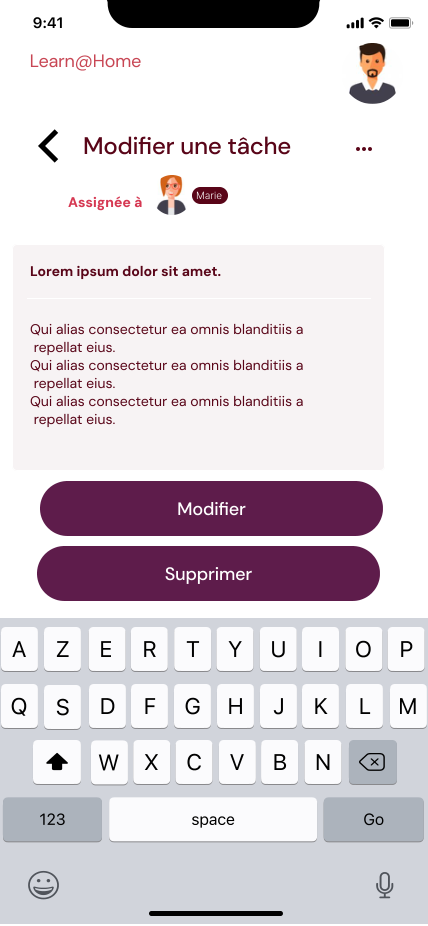 9:41
Learn@Home
Modifier une tâche
Assignée à Marie
Lorem ipsum dolor sit amet.
Qui alias consectetur ea omnis blanditiis a
repellat eius.
Qui alias consectetur ea omnis blanditiis a
repellat eius.
Qui alias consectetur ea omnis blanditiis a
repellat eius.
Modifier
Supprimer
A Z E R T Y U I O P
Q S D F G H J K L M
W X C V B N
123 space Go